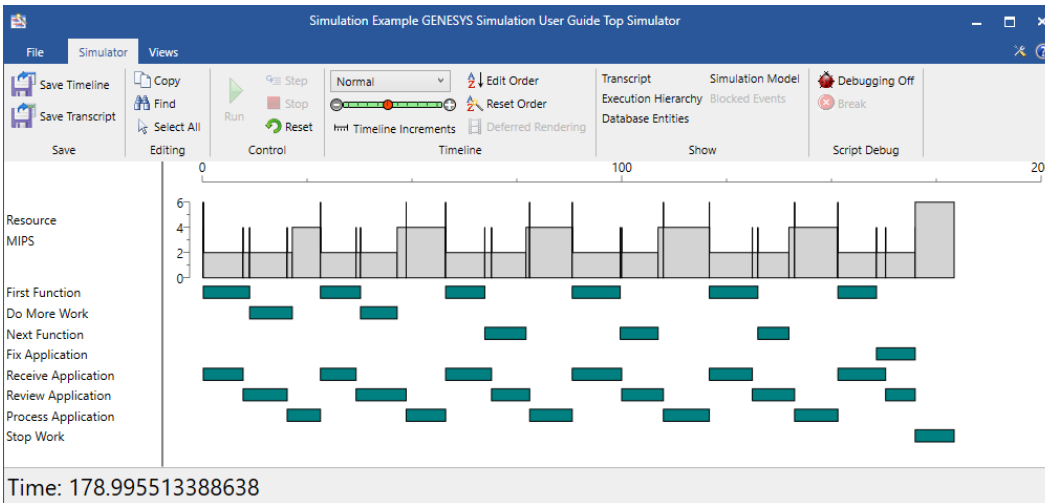 Simulation Example GENESYS Simulation User Guide Top Simulator
File Simulator Views
Save Timeline Copy Step Normal Edit Order Transcript Simulation Model Debugging Off
Find Stop Reset Order Execution Hierarchy Blocked Events Break
Save Transcript Select All Run Reset Timeline Increments Deferred Rendering Database Entities
Save Editing Control Timeline Show Script Debug
0 100 20
Resource
MIPS
6
4
2
0
First Function
Do More Work
Next Function
Fix Application
Receive Application
Review Application
Process Application
Stop Work
Time: 178.995513388638